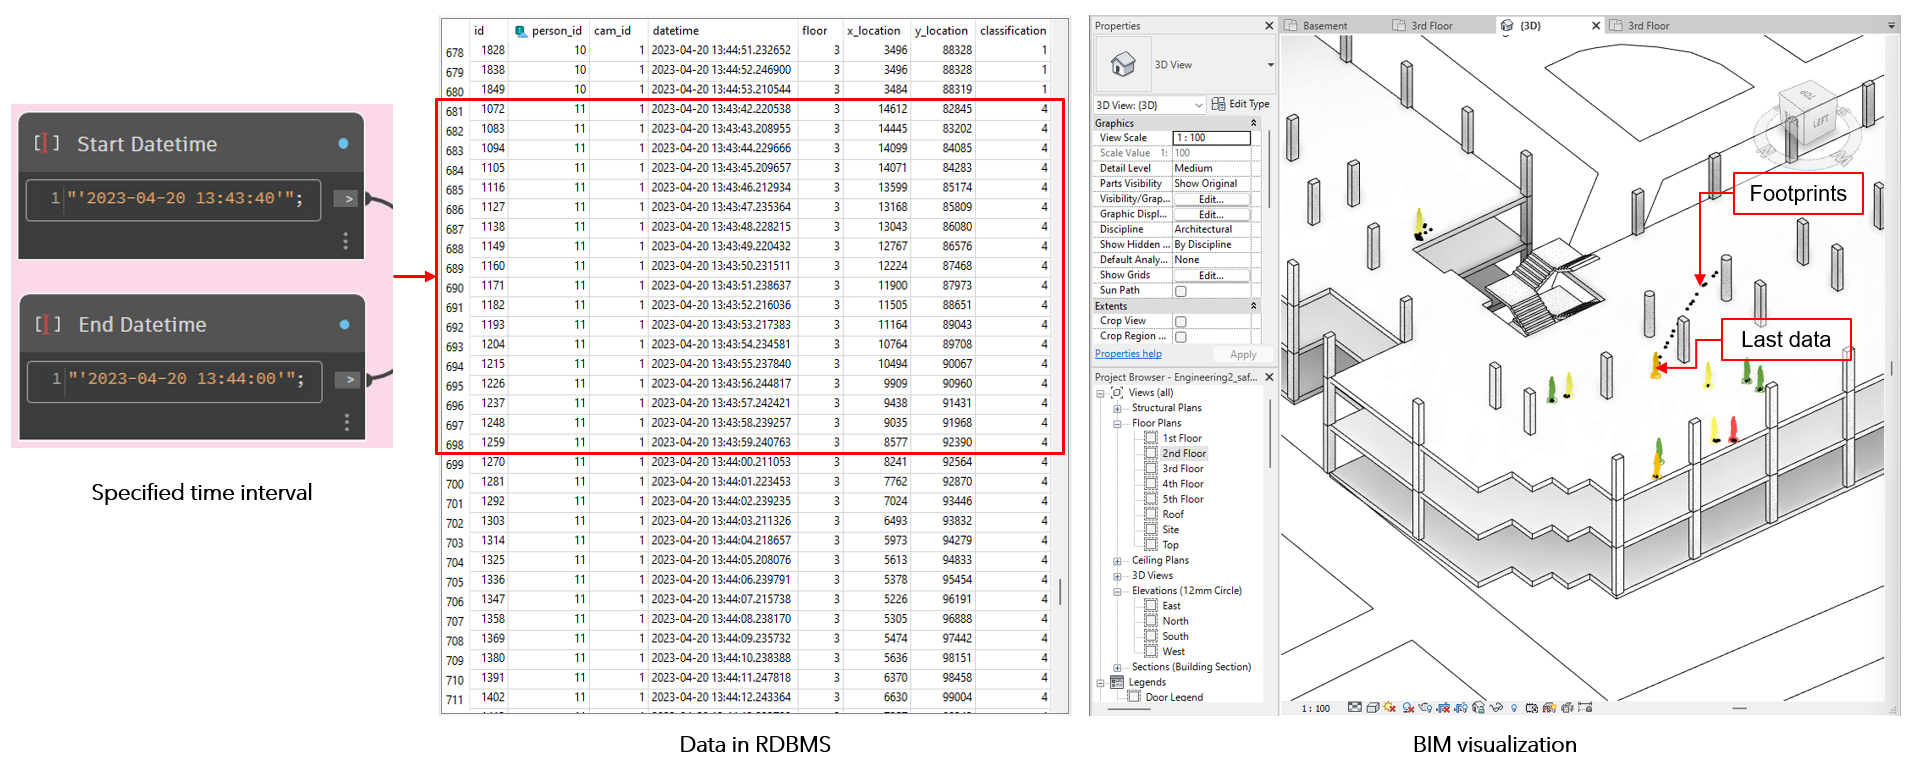 Start Datetime
1 "'2023-04-20 13:43:40'";
>
End Datetime
1 "'2023-04-20 13:44:00'";
>
Specified time interval
id person_id cam_id datetime floor x_location y_location classification
678 1828 10 1 2023-04-20 13:44:51.232652 3 3496 88328 1
679 1838 10 1 2023-04-20 13:44:52.246900 3 3496 88328 1
680 1849 10 1 2023-04-20 13:44:53.210544 3 3484 88319 1
681 1072 11 1 2023-04-20 13:43:42.220538 3 14612 82845 4
682 1083 11 1 2023-04-20 13:43:43.208955 3 14445 83202 4
683 1094 11 1 2023-04-20 13:43:44.229666 3 14099 84085 4
684 1105 11 1 2023-04-20 13:43:45.209657 3 14071 84283 4
685 1116 11 1 2023-04-20 13:43:46.212934 3 13599 85174 4
686 1127 11 1 2023-04-20 13:43:47.235364 3 13168 85809 4
687 1138 11 1 2023-04-20 13:43:48.228215 3 13043 86080 4
688 1149 11 1 2023-04-20 13:43:49.220432 3 12767 86576 4
689 1160 11 1 2023-04-20 13:43:50.231511 3 12224 87468 4
690 1171 11 1 2023-04-20 13:43:51.238637 3 11900 87973 4
691 1182 11 1 2023-04-20 13:43:52.216036 3 11505 88651 4
692 1193 11 1 2023-04-20 13:43:53.217383 3 11164 89043 4
693 1204 11 1 2023-04-20 13:43:54.234581 3 10764 89708 4
694 1215 11 1 2023-04-20 13:43:55.237840 3 10494 90067 4
695 1226 11 1 2023-04-20 13:43:56.244817 3 9909 90960 4
696 1237 11 1 2023-04-20 13:43:57.242421 3 9438 91431 4
697 1248 11 1 2023-04-20 13:43:58.239257 3 9035 91968 4
698 1259 11 1 2023-04-20 13:43:59.240763 3 8577 92390 4
699 1270 11 1 2023-04-20 13:44:00.211053 3 8241 92564 4
700 1281 11 1 2023-04-20 13:44:01.223453 3 7762 92870 4
701 1292 11 1 2023-04-20 13:44:02.239235 3 7024 93446 4
702 1303 11 1 2023-04-20 13:44:03.211326 3 6493 93832 4
703 1314 11 1 2023-04-20 13:44:04.218657 3 5973 94279 4
704 1325 11 1 2023-04-20 13:44:05.208076 3 5613 94833 4
705 1336 11 1 2023-04-20 13:44:06.239791 3 5378 95454 4
706 1347 11 1 2023-04-20 13:44:07.215738 3 5226 96191 4
707 1358 11 1 2023-04-20 13:44:08.238170 3 5305 96888 4
708 1369 11 1 2023-04-20 13:44:09.235732 3 5474 97442 4
709 1380 11 1 2023-04-20 13:44:10.238388 3 5636 98151 4
710 1391 11 1 2023-04-20 13:44:11.247818 3 6370 98458 4
711 1402 11 1 2023-04-20 13:44:12.243364 3 6630 99004 4
Data in RDBMS
Properties
3D View
3D View: {3D} Edit Type
Graphics
View Scale 1 : 100
Scale Value 1: 100
Detail Level Medium
Parts Visibility Show Original
Visibility/Grap... Edit...
Graphic Displ... Edit...
Discipline Architectural
Show Hidden ... By Discipline
Default Analy... None
Show Grids Edit...
Sun Path
Extents
Crop View
Crop Region ...
Properties help Apply
Project Browser - Engineering2_saf...
Views (all)
Structural Plans
Floor Plans
1st Floor
2nd Floor
3rd Floor
4th Floor
5th Floor
Roof
Site
Top
Ceiling Plans
3D Views
Elevations (12mm Circle)
East
North
South
West
Sections (Building Section)
Legends
Door Legend
Basement 3rd Floor {3D} 3rd Floor
TOP
LEFT
Footprints
Last data
1 : 100
BIM visualization